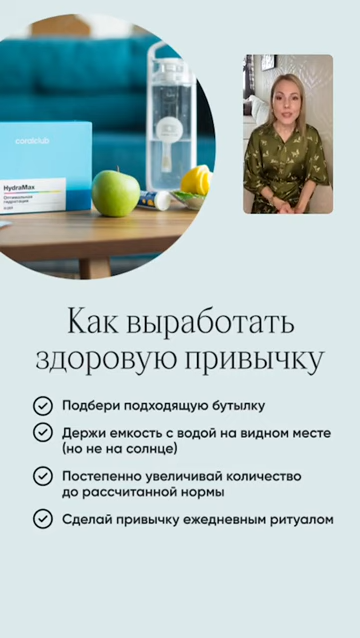 coralclub
HydraMax
Как выработать
здоровую привычку
Подбери подходящую бутылку
Держи емкость с водой на видном месте
(но не на солнце)
Постепенно увеличивай количество
до рассчитанной нормы
Сделай привычку ежедневным ритуалом